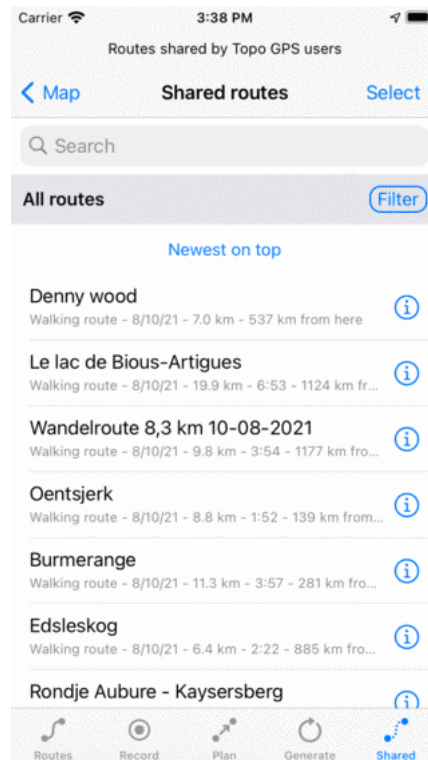 Carrier 3:38 PM
Routes shared by Topo GPS users
Map Shared routes Select
Search
All routes Filter
Newest on top
Denny wood
Walking route - 8/10/21 - 7.0 km - 537 km from here
Le lac de Bious-Artigues
Walking route - 8/10/21 - 19.9 km - 6:53 - 1124 km fr...
Wandelroute 8,3 km 10-08-2021
Walking route - 8/10/21 - 9.8 km - 3:54 - 1177 km fro...
Oentsjerk
Walking route - 8/10/21 - 8.8 km - 1:52 - 139 km from...
Burmerange
Walking route - 8/10/21 - 11.3 km - 3:57 - 281 km fro...
Edsleskog
Walking route - 8/10/21 - 6.4 km - 2:22 - 885 km fro...
Rondje Aubure - Kaysersberg
Routes Record Plan Generate Shared